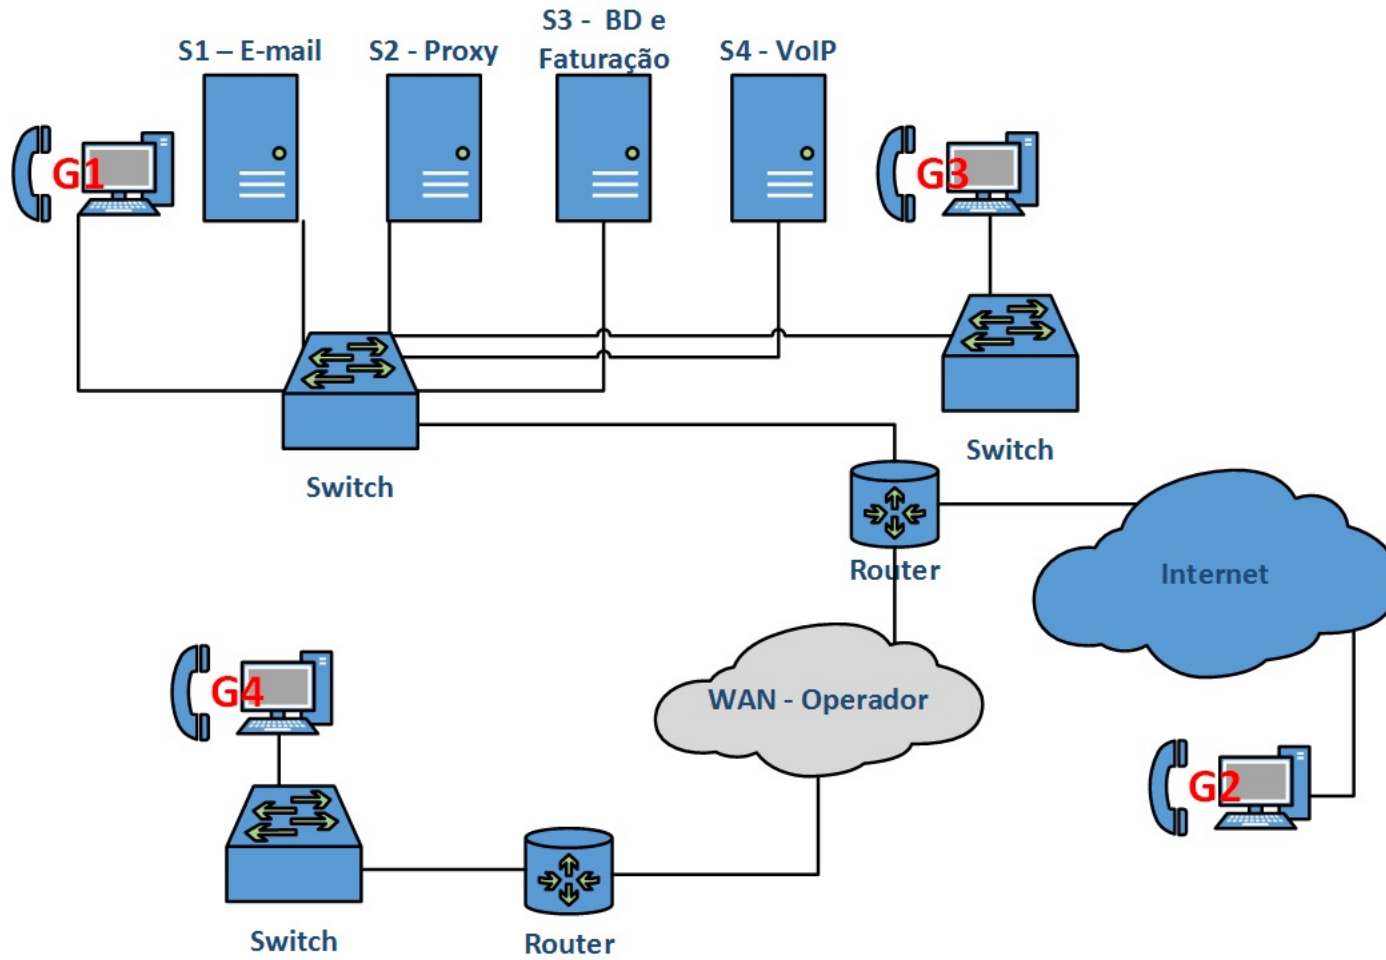 S1 – E-mail
S2 - Proxy
S3 - BD e
Faturação
S4 - VoIP
G1
G3
Switch
Switch
Router
Internet
WAN - Operador
G4
G2
Switch
Router